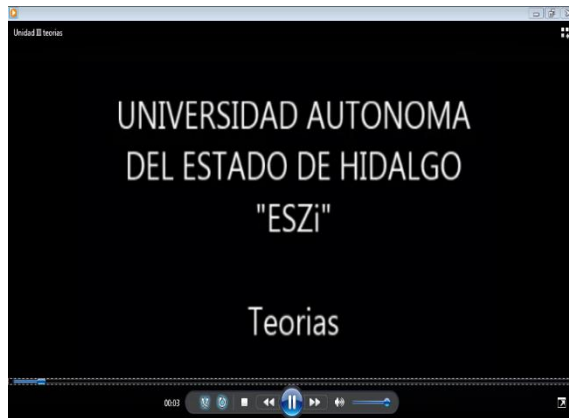 Unidad III teorias
UNIVERSIDAD AUTONOMA
DEL ESTADO DE HIDALGO
"ESZi"
Teorias
00:03